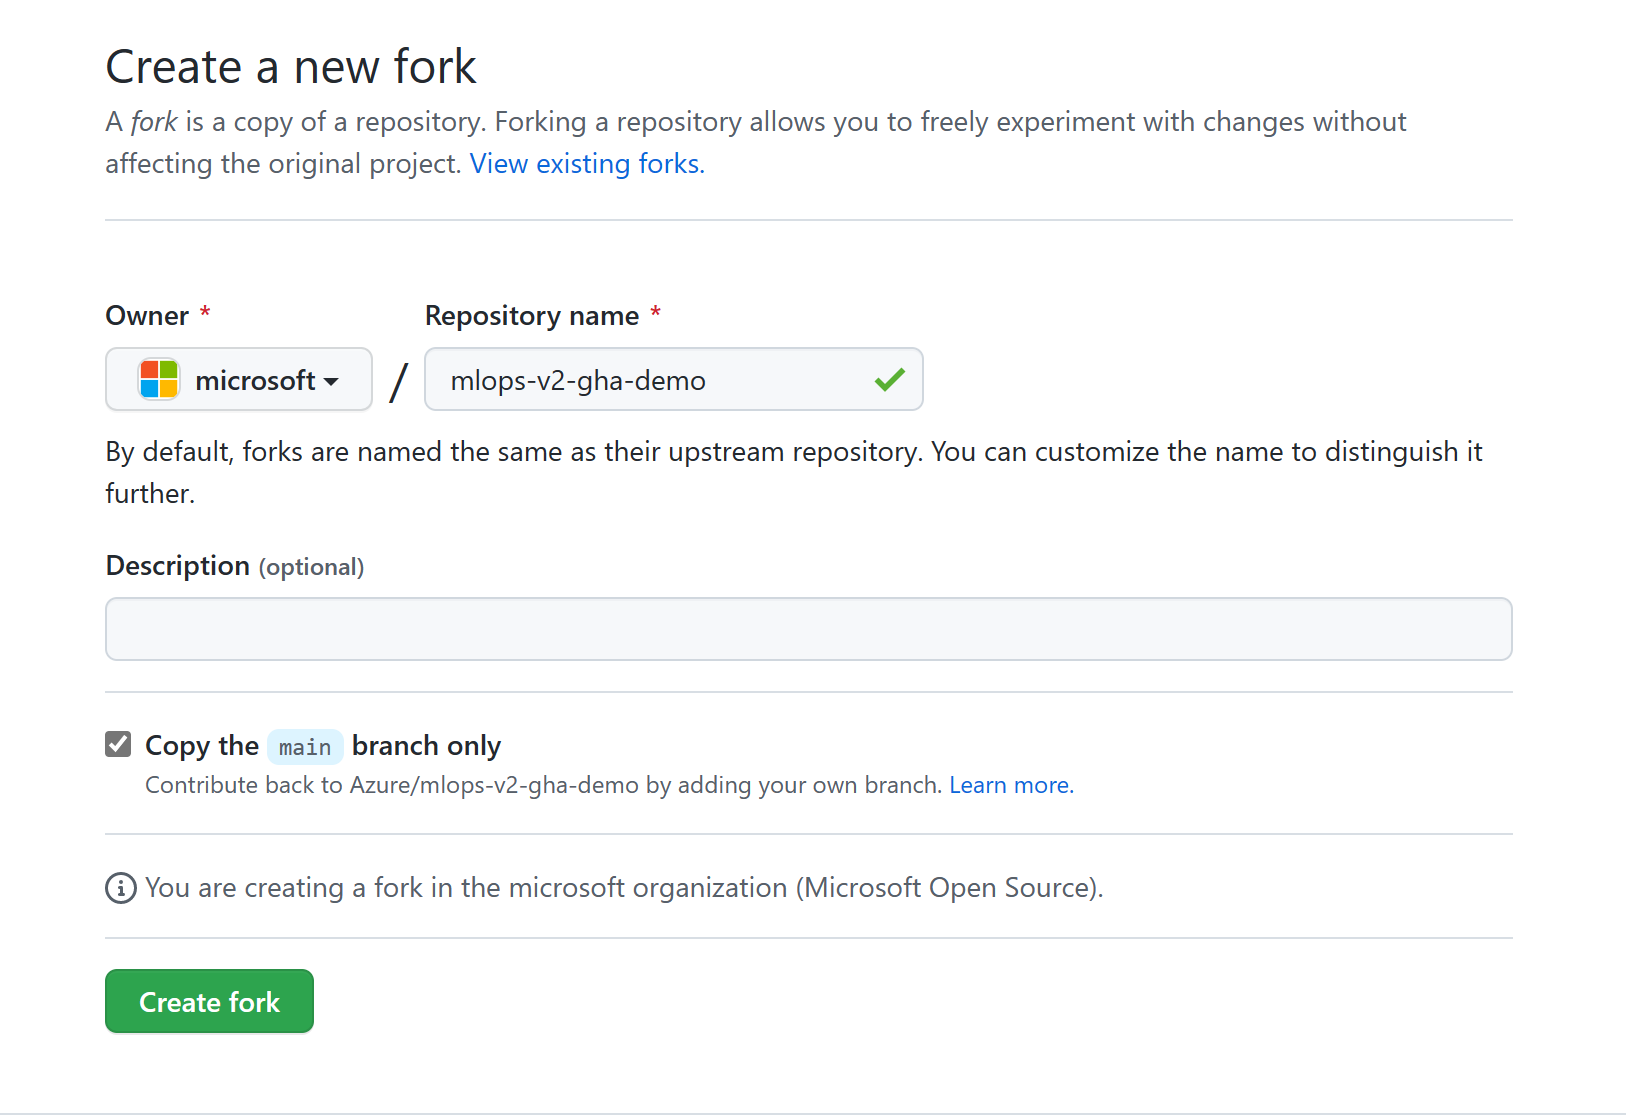 Create a new fork
A fork is a copy of a repository. Forking a repository allows you to freely experiment with changes without
affecting the original project. View existing forks.
Owner *
Repository name *
microsoft
/
mlops-v2-gha-demo
By default, forks are named the same as their upstream repository. You can customize the name to distinguish it
further.
Description (optional)
Copy the main branch only
Contribute back to Azure/mlops-v2-gha-demo by adding your own branch. Learn more.
You are creating a fork in the microsoft organization (Microsoft Open Source).
Create fork